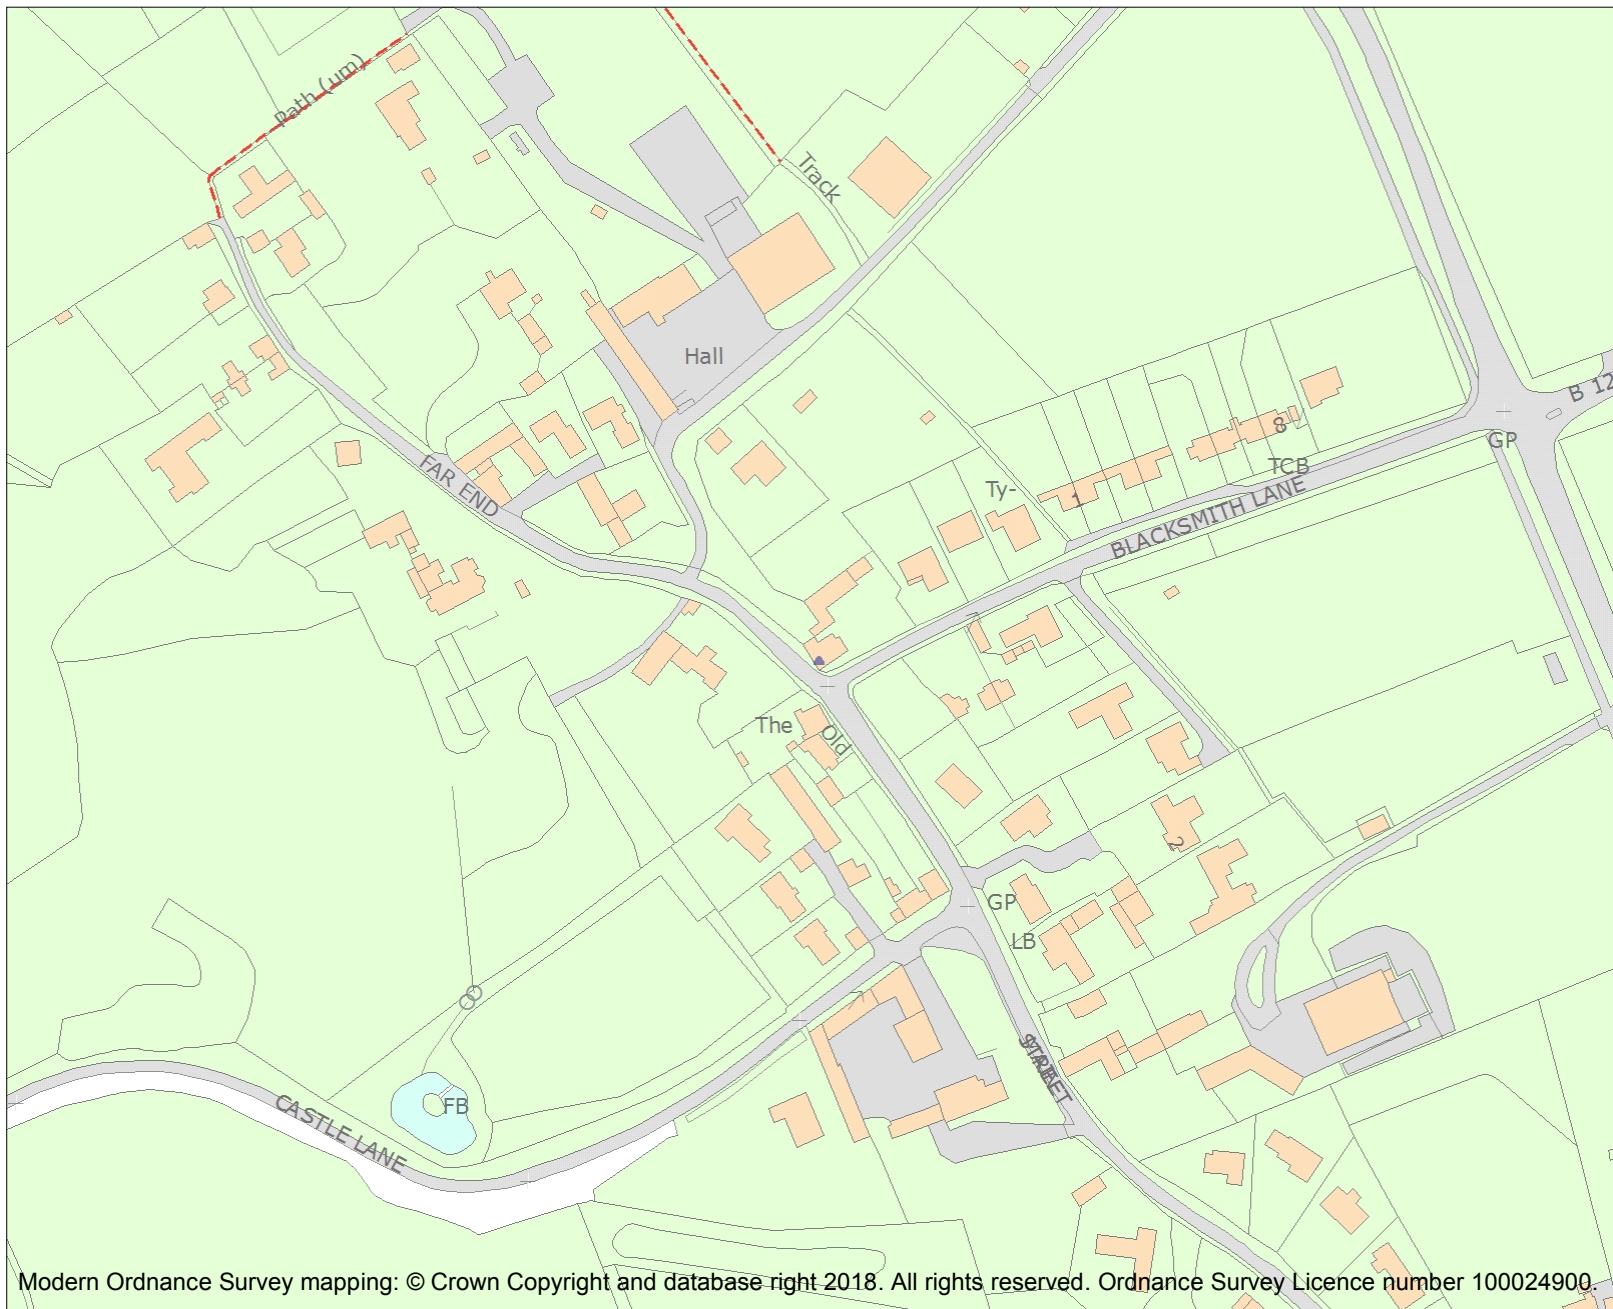 Path (um)
Track
Hall
B 12
8
GP
FAR END
TCB
Ty-
1
BLACKSMITH LANE
The
Old
2
GP
LB
STREET
FB
CASTLE LANE
Modern Ordnance Survey mapping: © Crown Copyright and database right 2018. All rights reserved. Ordnance Survey Licence number 100024900.